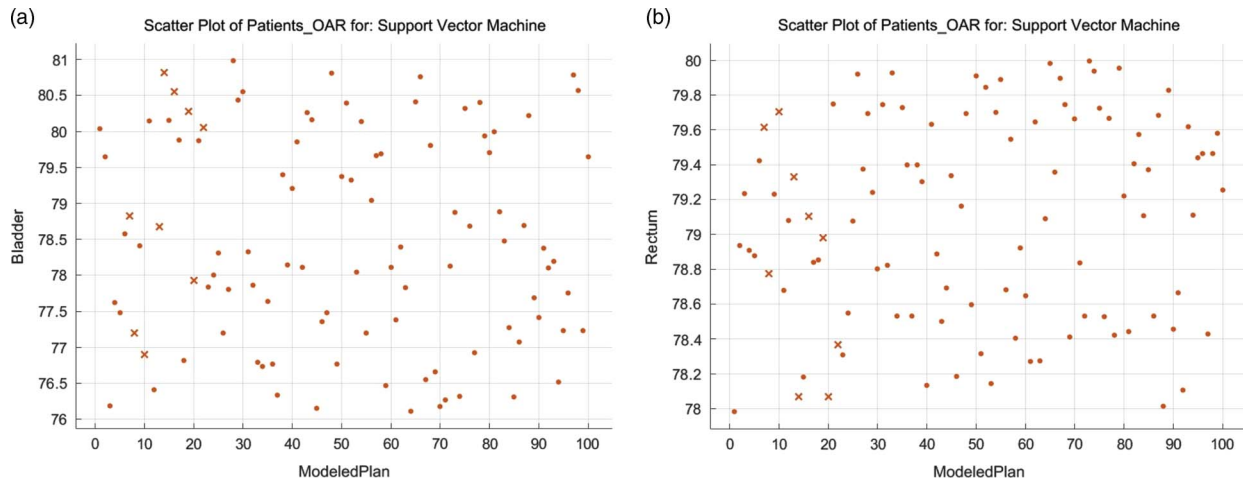 (a)
Scatter Plot of Patients_OAR for: Support Vector Machine
81
80.5
80
79.5
79
78.5
78
77.5
77
76.5
76
Bladder
0 10 20 30 40 50 60 70 80 90 100
ModeledPlan
(b)
Scatter Plot of Patients_OAR for: Support Vector Machine
80
79.8
79.6
79.4
79.2
79
78.8
78.6
78.4
78.2
78
Rectum
0 10 20 30 40 50 60 70 80 90 100
ModeledPlan